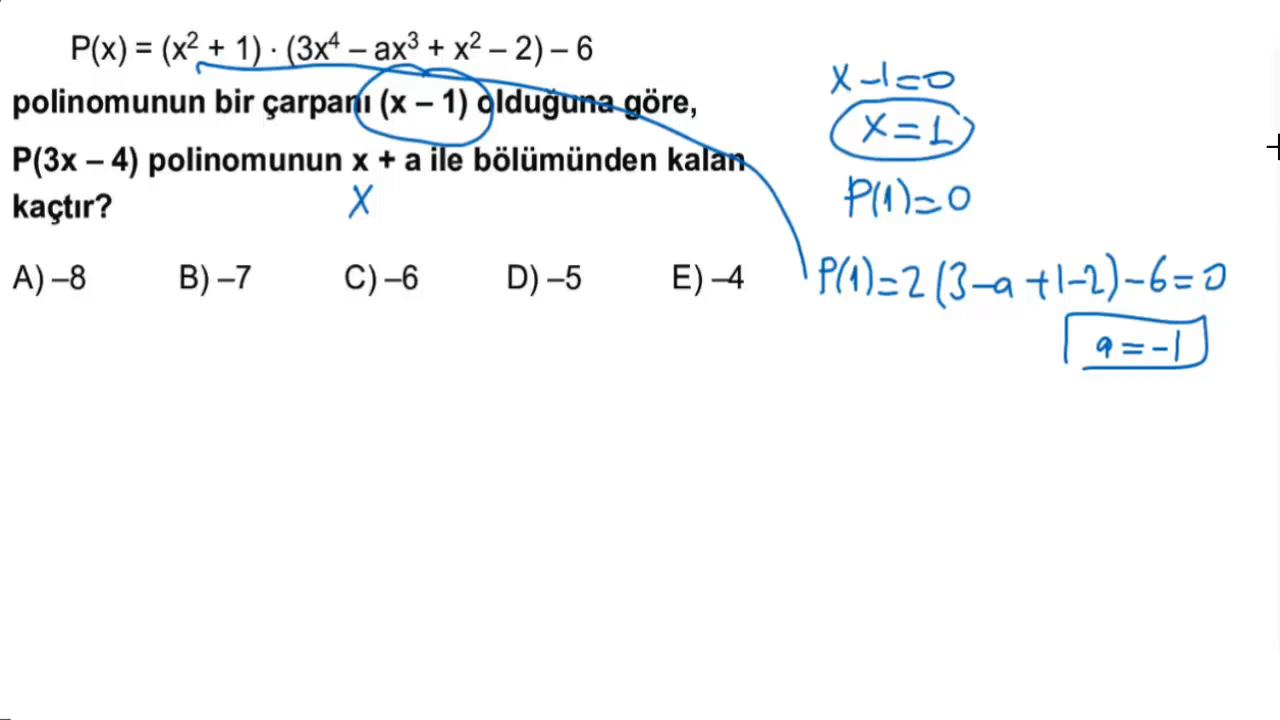 P(x) = (x² + 1) · (3x⁴ – ax³ + x² – 2) – 6
polinomunun bir çarpanı (x – 1) olduğuna göre,
P(3x – 4) polinomunun x + a ile bölümünden kalan
kaçtır?
X
A) –8 B) –7 C) –6 D) –5 E) –4
x – 1 = 0
x = 1
P(1) = 0
P(1) = 2 (3 – a + 1 – 2) – 6 = 0
a = –1